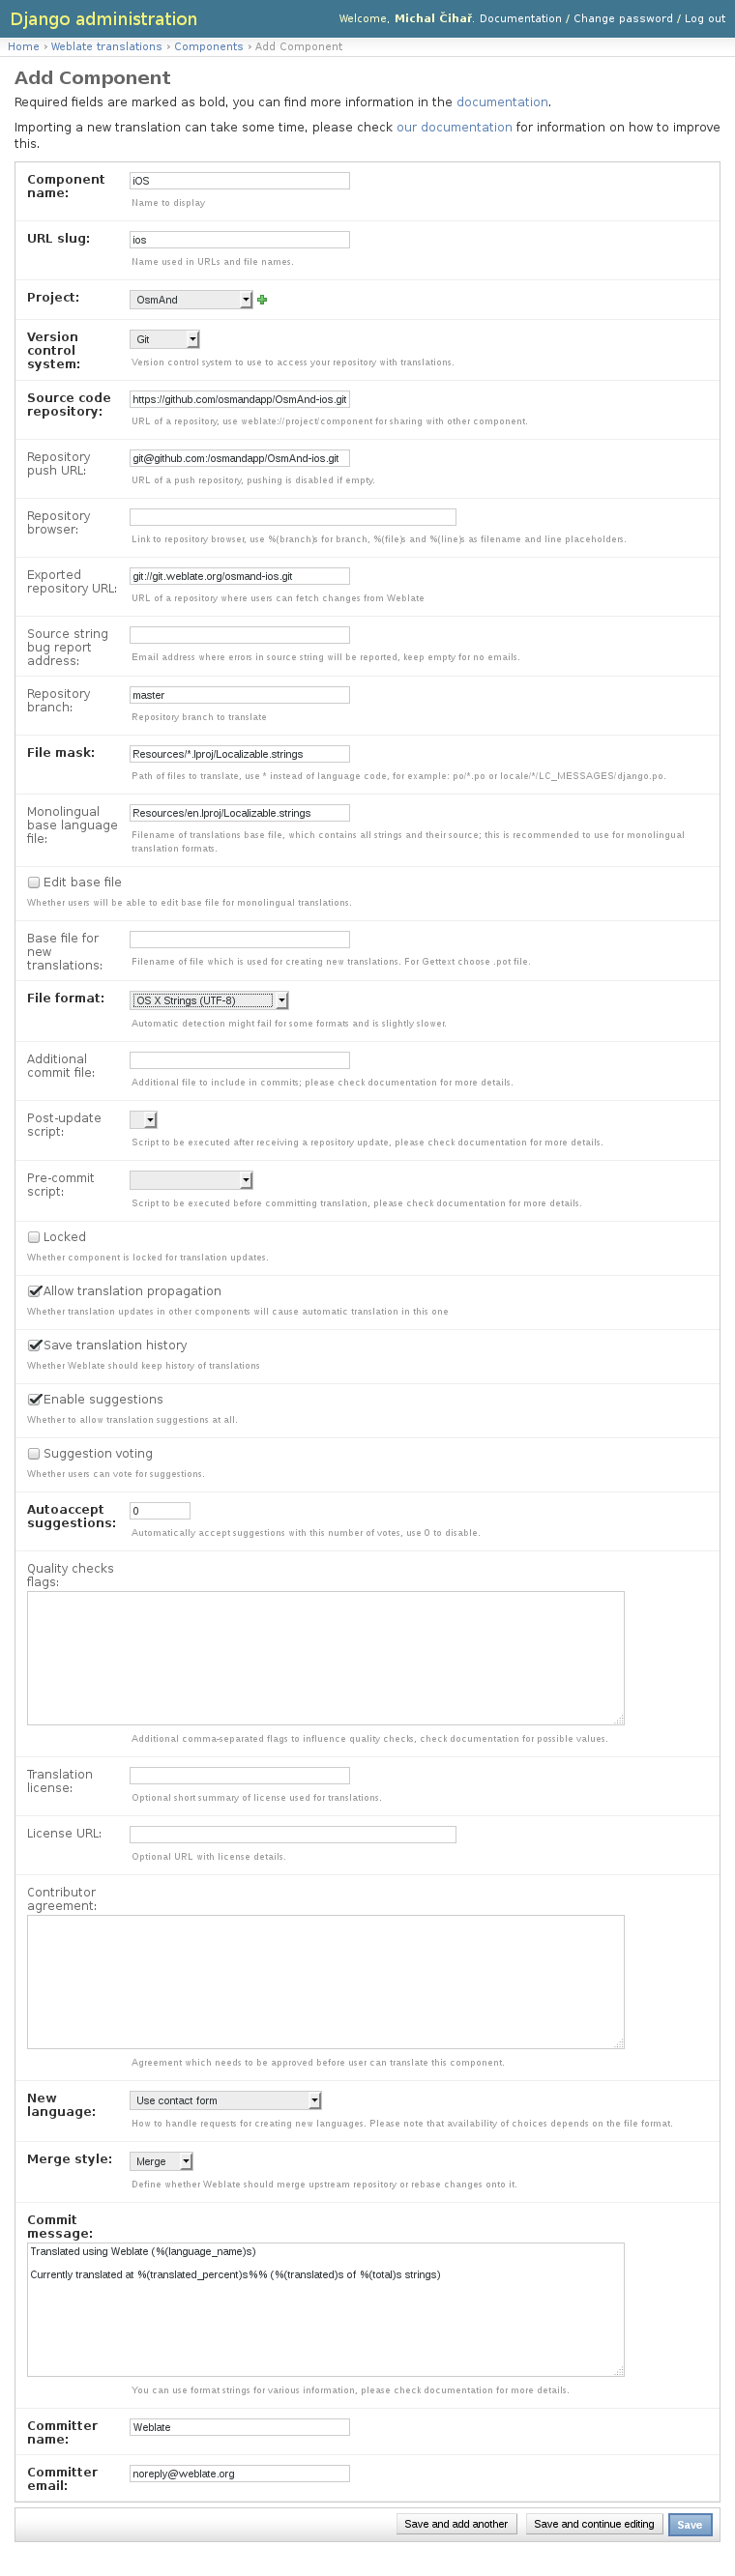 Django administration
Welcome, Michal Čihař. Documentation / Change password / Log out
Home › Weblate translations › Components › Add Component
Add Component
Required fields are marked as bold, you can find more information in the documentation.
Importing a new translation can take some time, please check our documentation for information on how to improve
this.
Component
name:
iOS
Name to display
URL slug:
ios
Name used in URLs and file names.
Project:
OsmAnd
Version
control
system:
Git
Version control system to use to access your repository with translations.
Source code
repository:
https://github.com/osmandapp/OsmAnd-ios.git
URL of a repository, use weblate://project/component for sharing with other component.
Repository
push URL:
git@github.com:/osmandapp/OsmAnd-ios.git
URL of a push repository, pushing is disabled if empty.
Repository
browser:
Link to repository browser, use %(branch)s for branch, %(file)s and %(line)s as filename and line placeholders.
Exported
repository URL:
git://git.weblate.org/osmand-ios.git
URL of a repository where users can fetch changes from Weblate
Source string
bug report
address:
Email address where errors in source string will be reported, keep empty for no emails.
Repository
branch:
master
Repository branch to translate
File mask:
Resources/*.lproj/Localizable.strings
Path of files to translate, use * instead of language code, for example: po/*.po or locale/*/LC_MESSAGES/django.po.
Monolingual
base language
file:
Resources/en.lproj/Localizable.strings
Filename of translations base file, which contains all strings and their source; this is recommended to use for monolingual
translation formats.
Edit base file
Whether users will be able to edit base file for monolingual translations.
Base file for
new
translations:
Filename of file which is used for creating new translations. For Gettext choose .pot file.
File format:
OS X Strings (UTF-8)
Automatic detection might fail for some formats and is slightly slower.
Additional
commit file:
Additional file to include in commits; please check documentation for more details.
Post-update
script:
Script to be executed after receiving a repository update, please check documentation for more details.
Pre-commit
script:
Script to be executed before committing translation, please check documentation for more details.
Locked
Whether component is locked for translation updates.
Allow translation propagation
Whether translation updates in other components will cause automatic translation in this one
Save translation history
Whether Weblate should keep history of translations
Enable suggestions
Whether to allow translation suggestions at all.
Suggestion voting
Whether users can vote for suggestions.
Autoaccept
suggestions:
0
Automatically accept suggestions with this number of votes, use 0 to disable.
Quality checks
flags:
Additional comma-separated flags to influence quality checks, check documentation for possible values.
Translation
license:
Optional short summary of license used for translations.
License URL:
Optional URL with license details.
Contributor
agreement:
Agreement which needs to be approved before user can translate this component.
New
language:
Use contact form
How to handle requests for creating new languages. Please note that availability of choices depends on the file format.
Merge style:
Merge
Define whether Weblate should merge upstream repository or rebase changes onto it.
Commit
message:
Translated using Weblate (%(language_name)s)
Currently translated at %(translated_percent)s%% (%(translated)s of %(total)s strings)
You can use format strings for various information, please check documentation for more details.
Committer
name:
Weblate
Committer
email:
noreply@weblate.org
Save and add another
Save and continue editing
Save